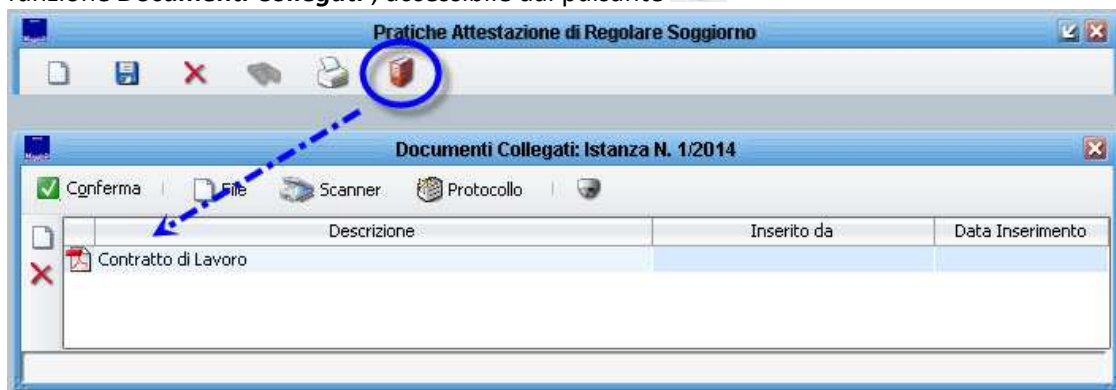 funzione Documenti Collegati, accessibile dal pulsante
Pratiche Attestazione di Regolare Soggiorno
Documenti Collegati: Istanza N. 1/2014
Conferma File Scanner Protocollo
Descrizione Inserito da Data Inserimento
Contratto di Lavoro